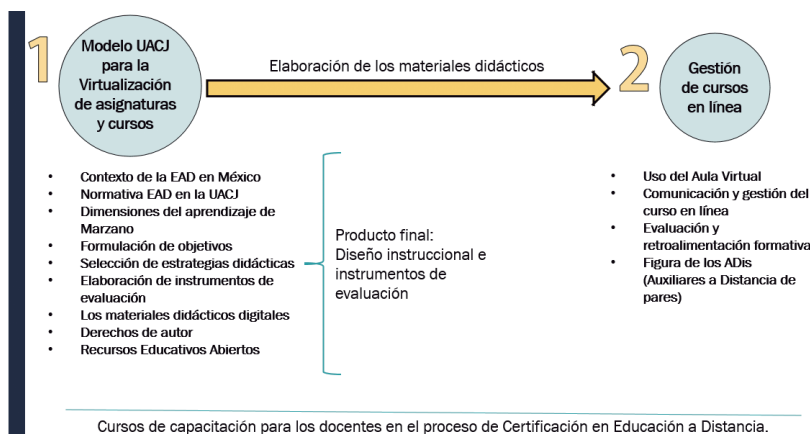 1
Modelo UACJ
para la
Virtualización
de asignaturas
y cursos
Elaboración de los materiales didácticos
2
Gestión
de cursos
en línea
• Contexto de la EAD en México
• Normativa EAD en la UACJ
• Dimensiones del aprendizaje de
Marzano
• Formulación de objetivos
• Selección de estrategias didácticas
• Elaboración de instrumentos de
evaluación
• Los materiales didácticos digitales
• Derechos de autor
• Recursos Educativos Abiertos
Producto final:
Diseño instruccional e
instrumentos de
evaluación
• Uso del Aula Virtual
• Comunicación y gestión del
curso en línea
• Evaluación y
retroalimentación formativa
• Figura de los ADis
(Auxiliares a Distancia de
pares)
Cursos de capacitación para los docentes en el proceso de Certificación en Educación a Distancia.